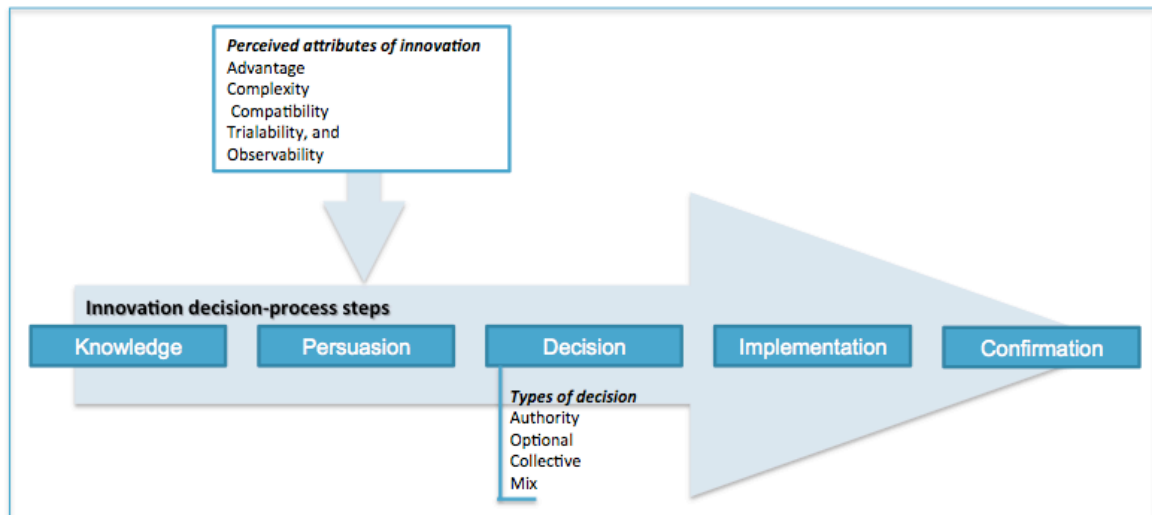 Perceived attributes of innovation
Advantage
Complexity
Compatibility
Trialability, and
Observability
Innovation decision-process steps
Knowledge
Persuasion
Decision
Implementation
Confirmation
Types of decision
Authority
Optional
Collective
Mix